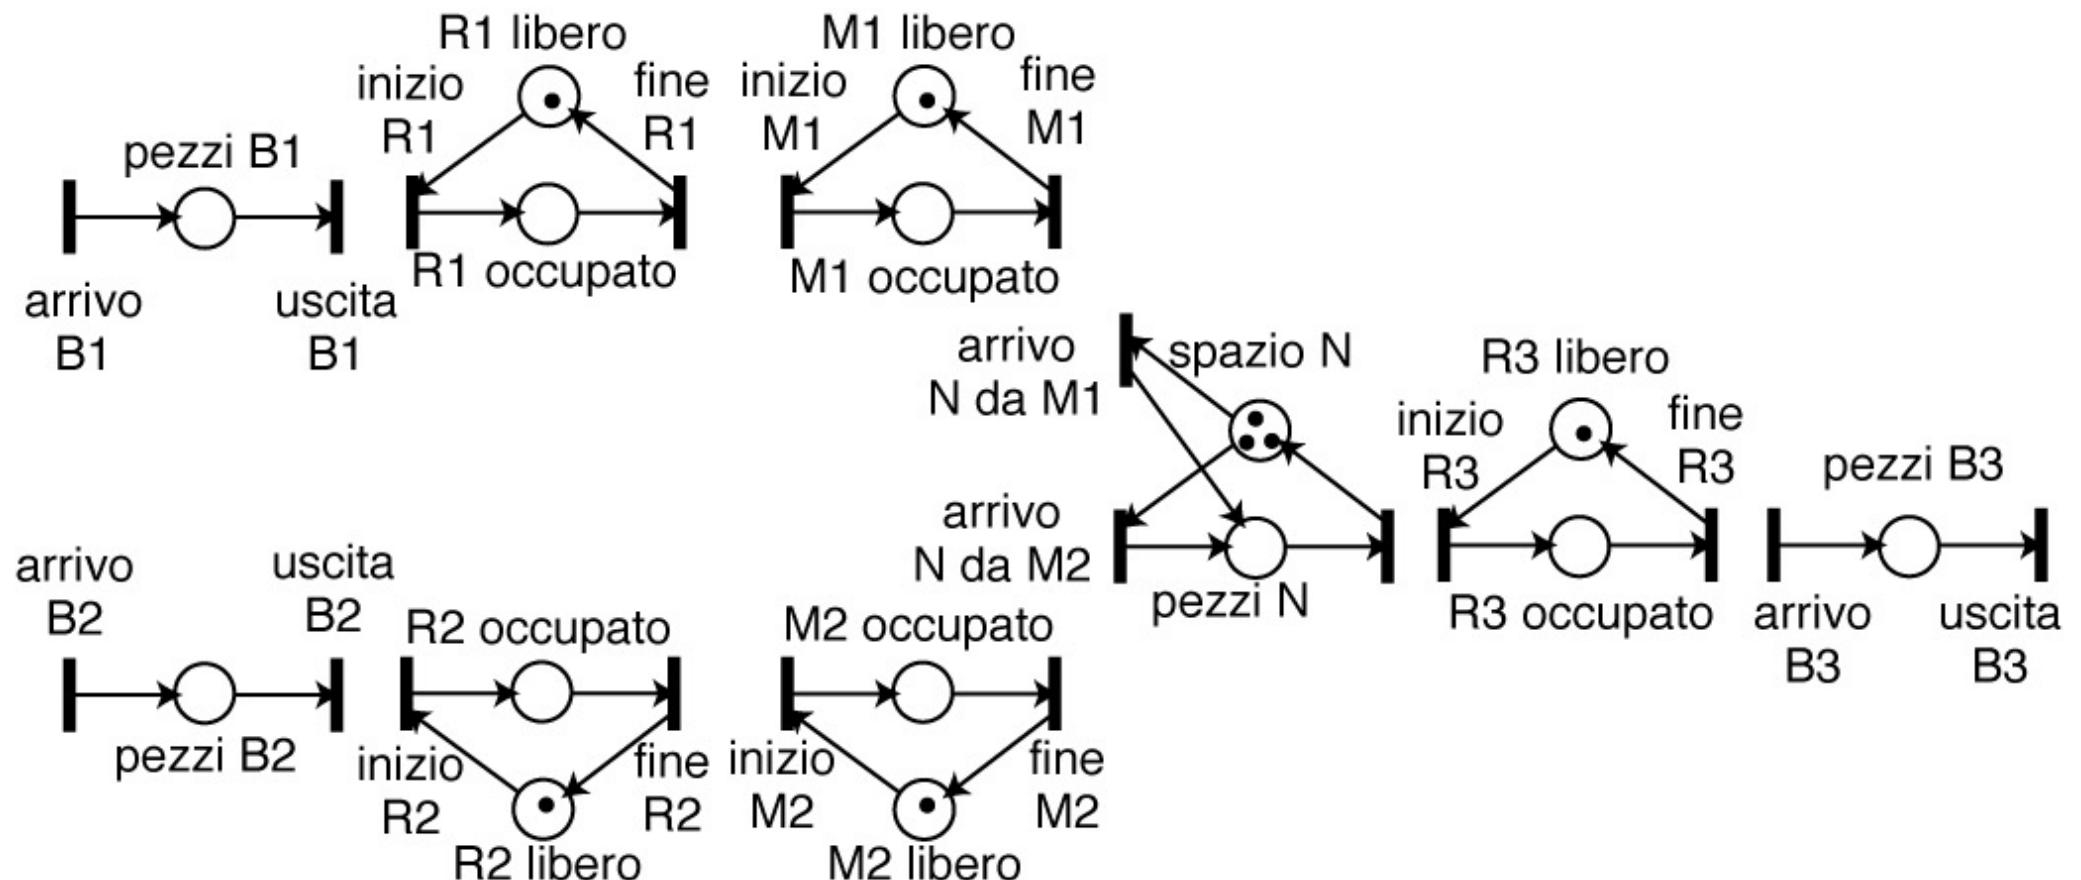 R1 libero
inizio
R1
fine
R1
M1 libero
inizio
M1
fine
M1
pezzi B1
arrivo
B1
uscita
B1
R1 occupato
M1 occupato
arrivo
N da M1
spazio N
R3 libero
inizio
R3
fine
R3
pezzi B3
arrivo
N da M2
pezzi N
R3 occupato
arrivo
B3
uscita
B3
arrivo
B2
uscita
B2
R2 occupato
M2 occupato
pezzi B2
inizio
R2
fine
R2
inizio
M2
fine
M2
R2 libero
M2 libero